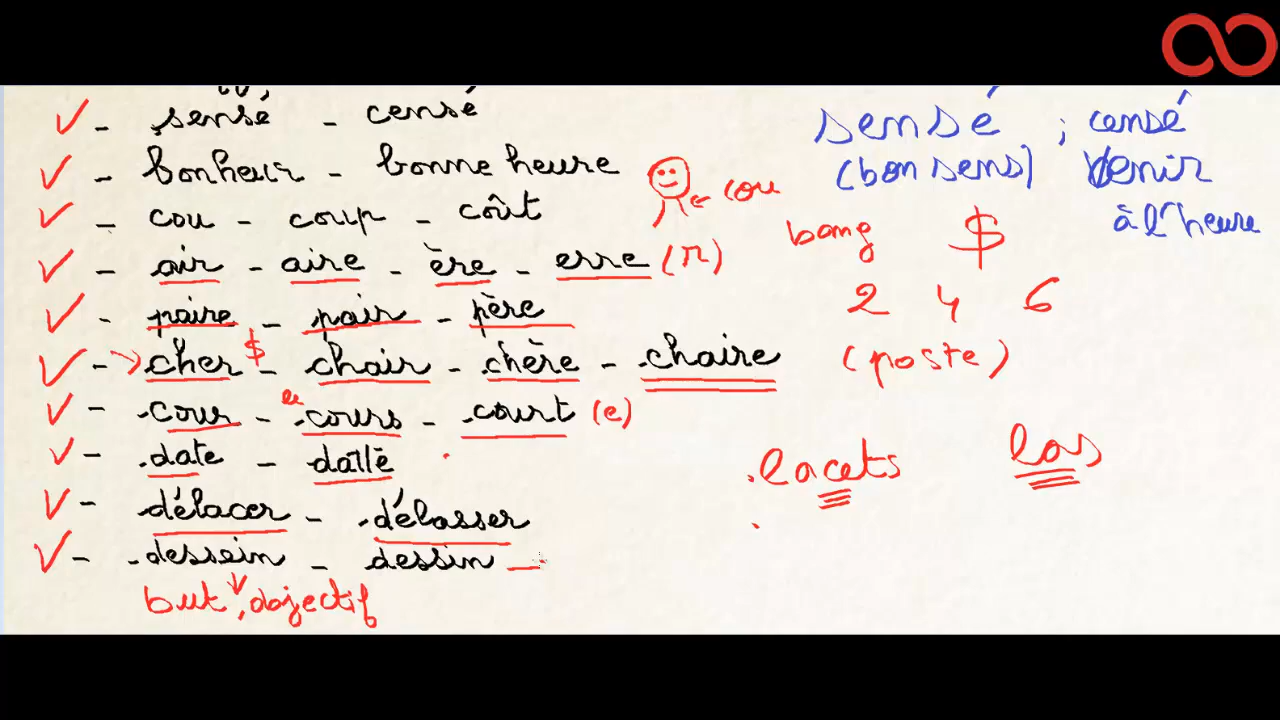 - sensé - censé
- bonheur - bonne heure
- cou - coup - coût
- air - aire - ère - erre (r)
- paire - pair - père
- cher $ - chair - chère - chaire
- cour - le cours - court (e)
- date - datte
- délacer - délasser
- dessein - dessin -
but, objectif
sensé ; censé
(bon sens) venir
à l'heure
cou
$
2 4 6
(poste)
lacets las